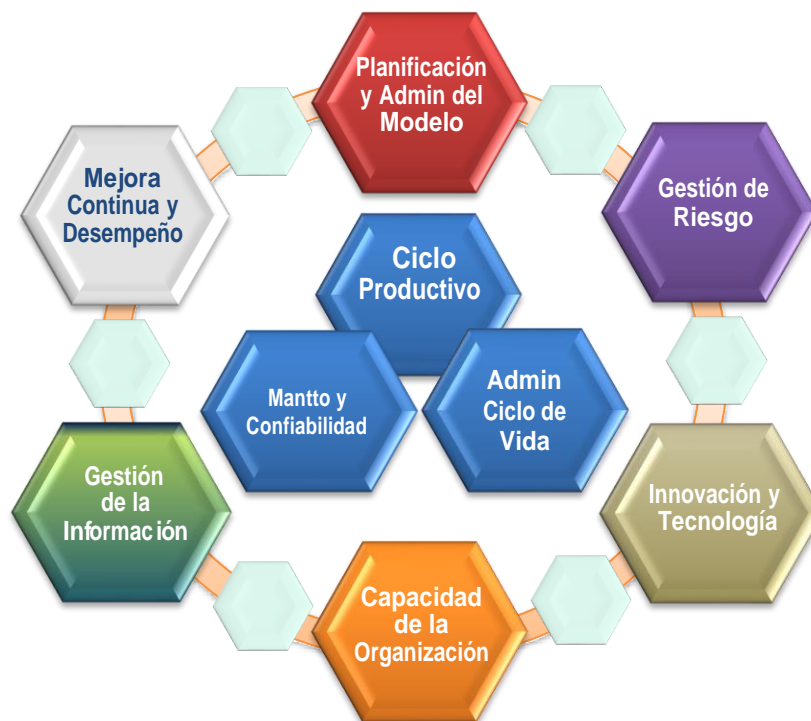 Planificación
y Admin del
Modelo
Gestión de
Riesgo
Mejora
Continua y
Desempeño
Ciclo
Productivo
Mantto y
Confiabilidad
Admin
Ciclo de
Vida
Gestión
de la
Información
Innovación y
Tecnología
Capacidad
de la
Organización